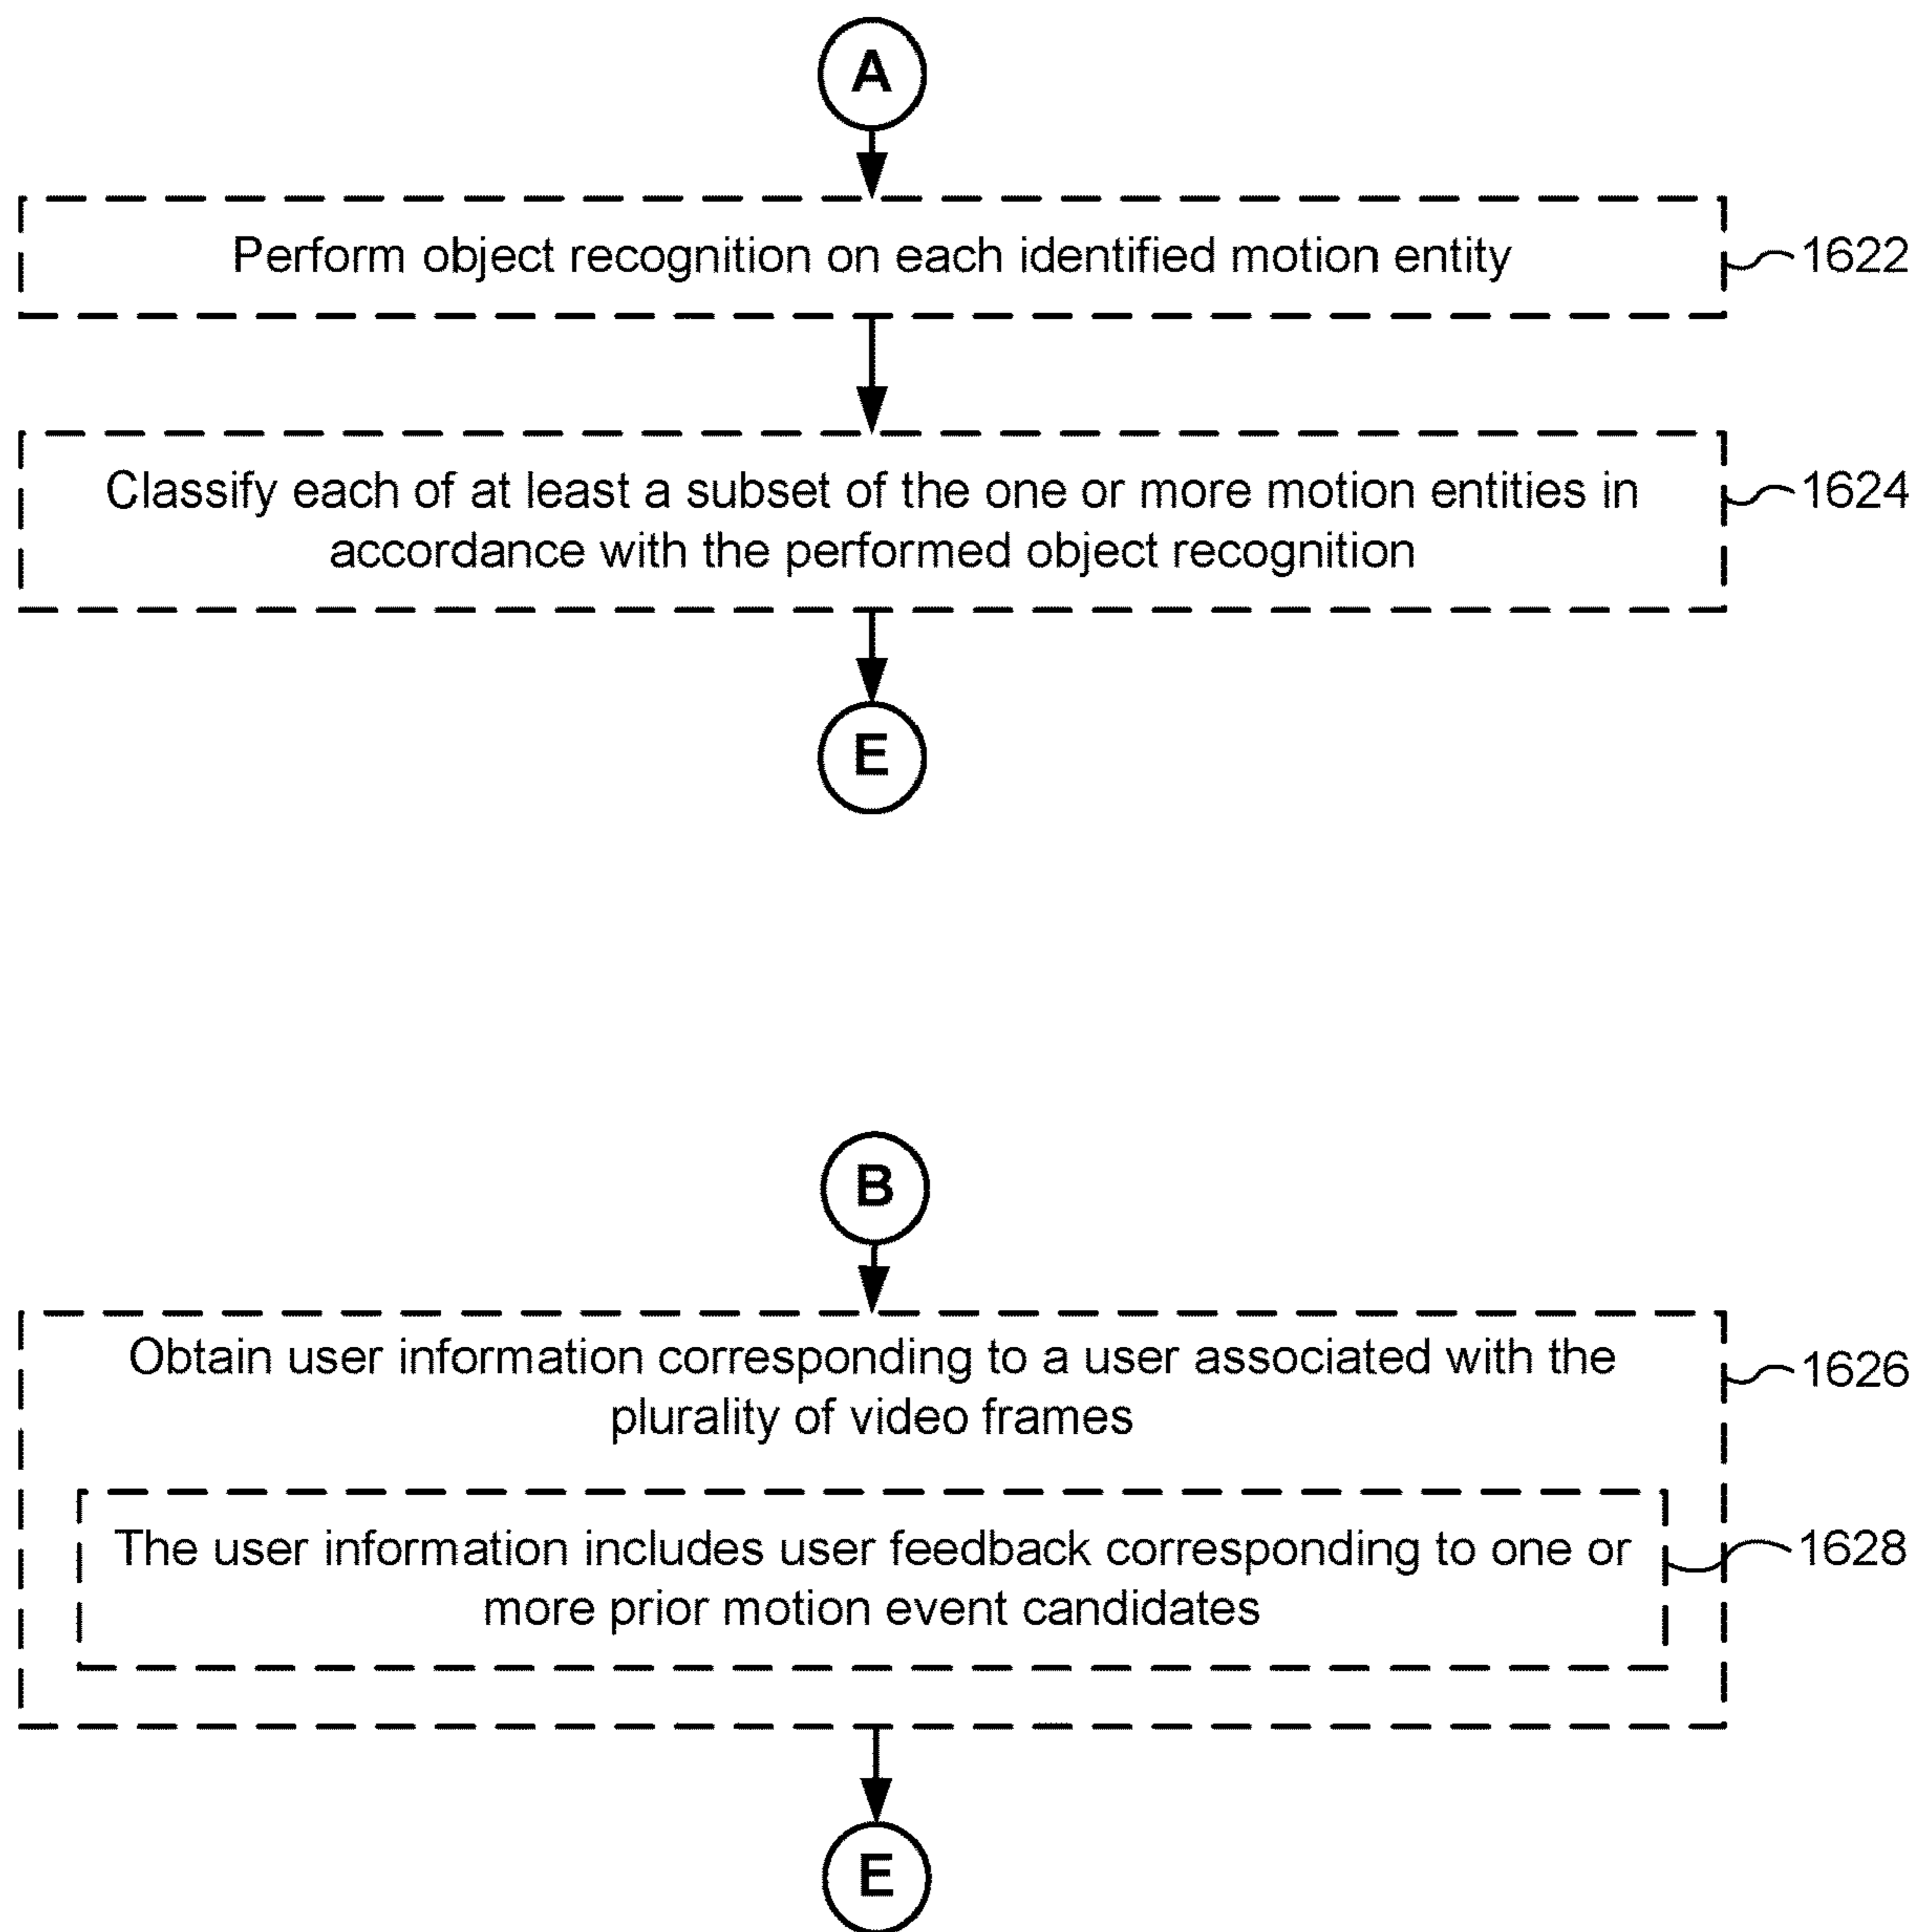 A
Perform object recognition on each identified motion entity
1622
Classify each of at least a subset of the one or more motion entities in
accordance with the performed object recognition
1624
E
B
Obtain user information corresponding to a user associated with the
plurality of video frames
1626
The user information includes user feedback corresponding to one or
more prior motion event candidates
1628
E